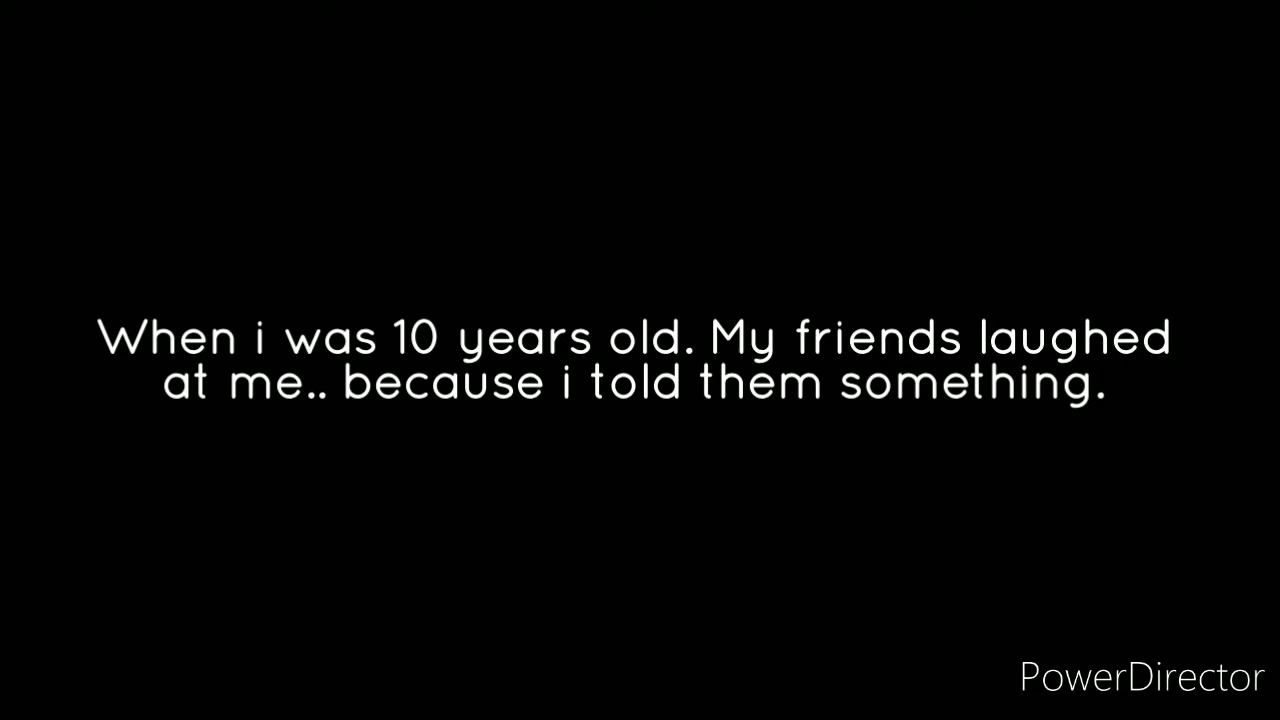 When i was 10 years old. My friends laughed
at me.. because i told them something.
PowerDirector